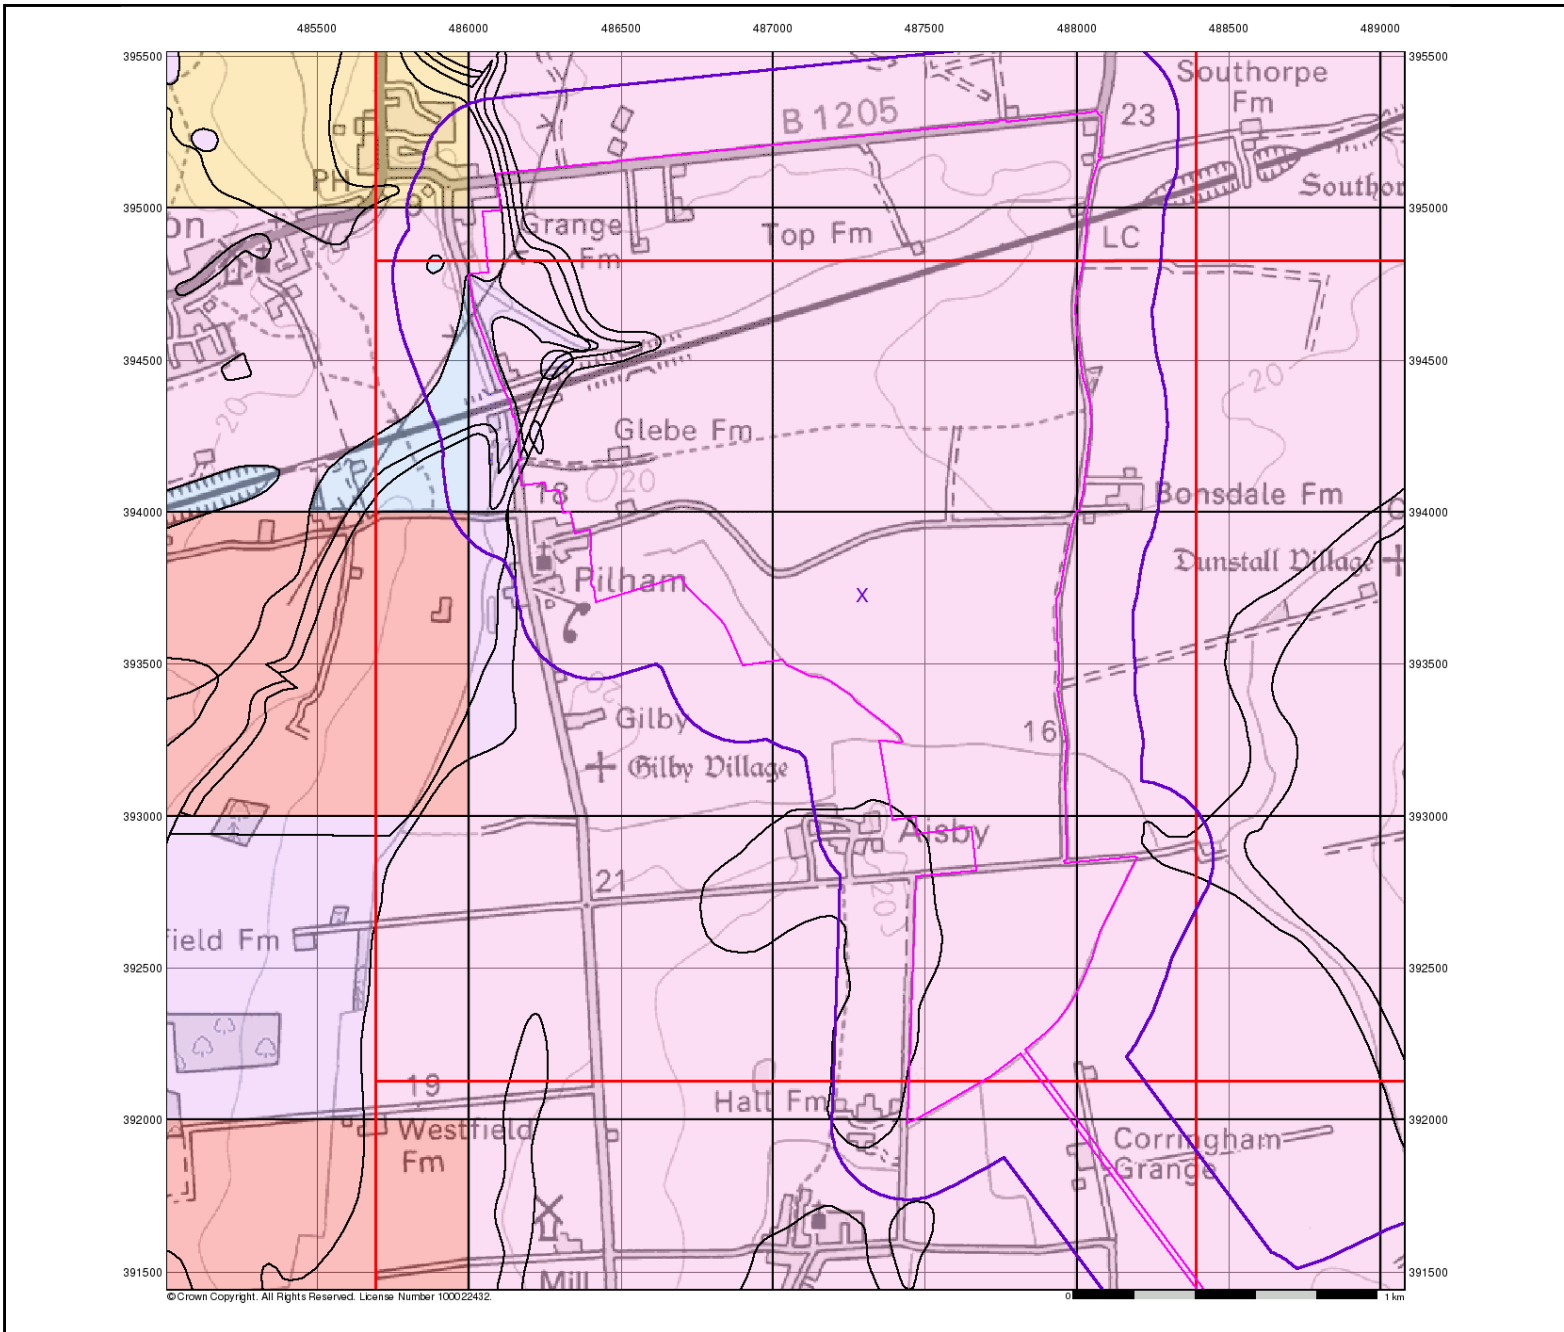 485500 486000 486500 487000 487500 488000 488500 489000
395500 395500
Southorpe
Fm
B 1205
23
PH
Southor
395000 395000
on
Grange
Fm
Top Fm
LC
394500 394500
20
20
Glebe Fm
18
20
Bonsdale Fm
394000 394000
Dunstall Village
Pilham
X
393500 393500
20
Gilby
16
Gilby Village
393000 393000
Aisby
21
20
field Fm
392500 392500
19
Hall Fm
392000 392000
Westfield
Fm
Corringham
Grange
391500 391500
Mill
© Crown Copyright. All Rights Reserved. License Number 100022432.
0 1 km